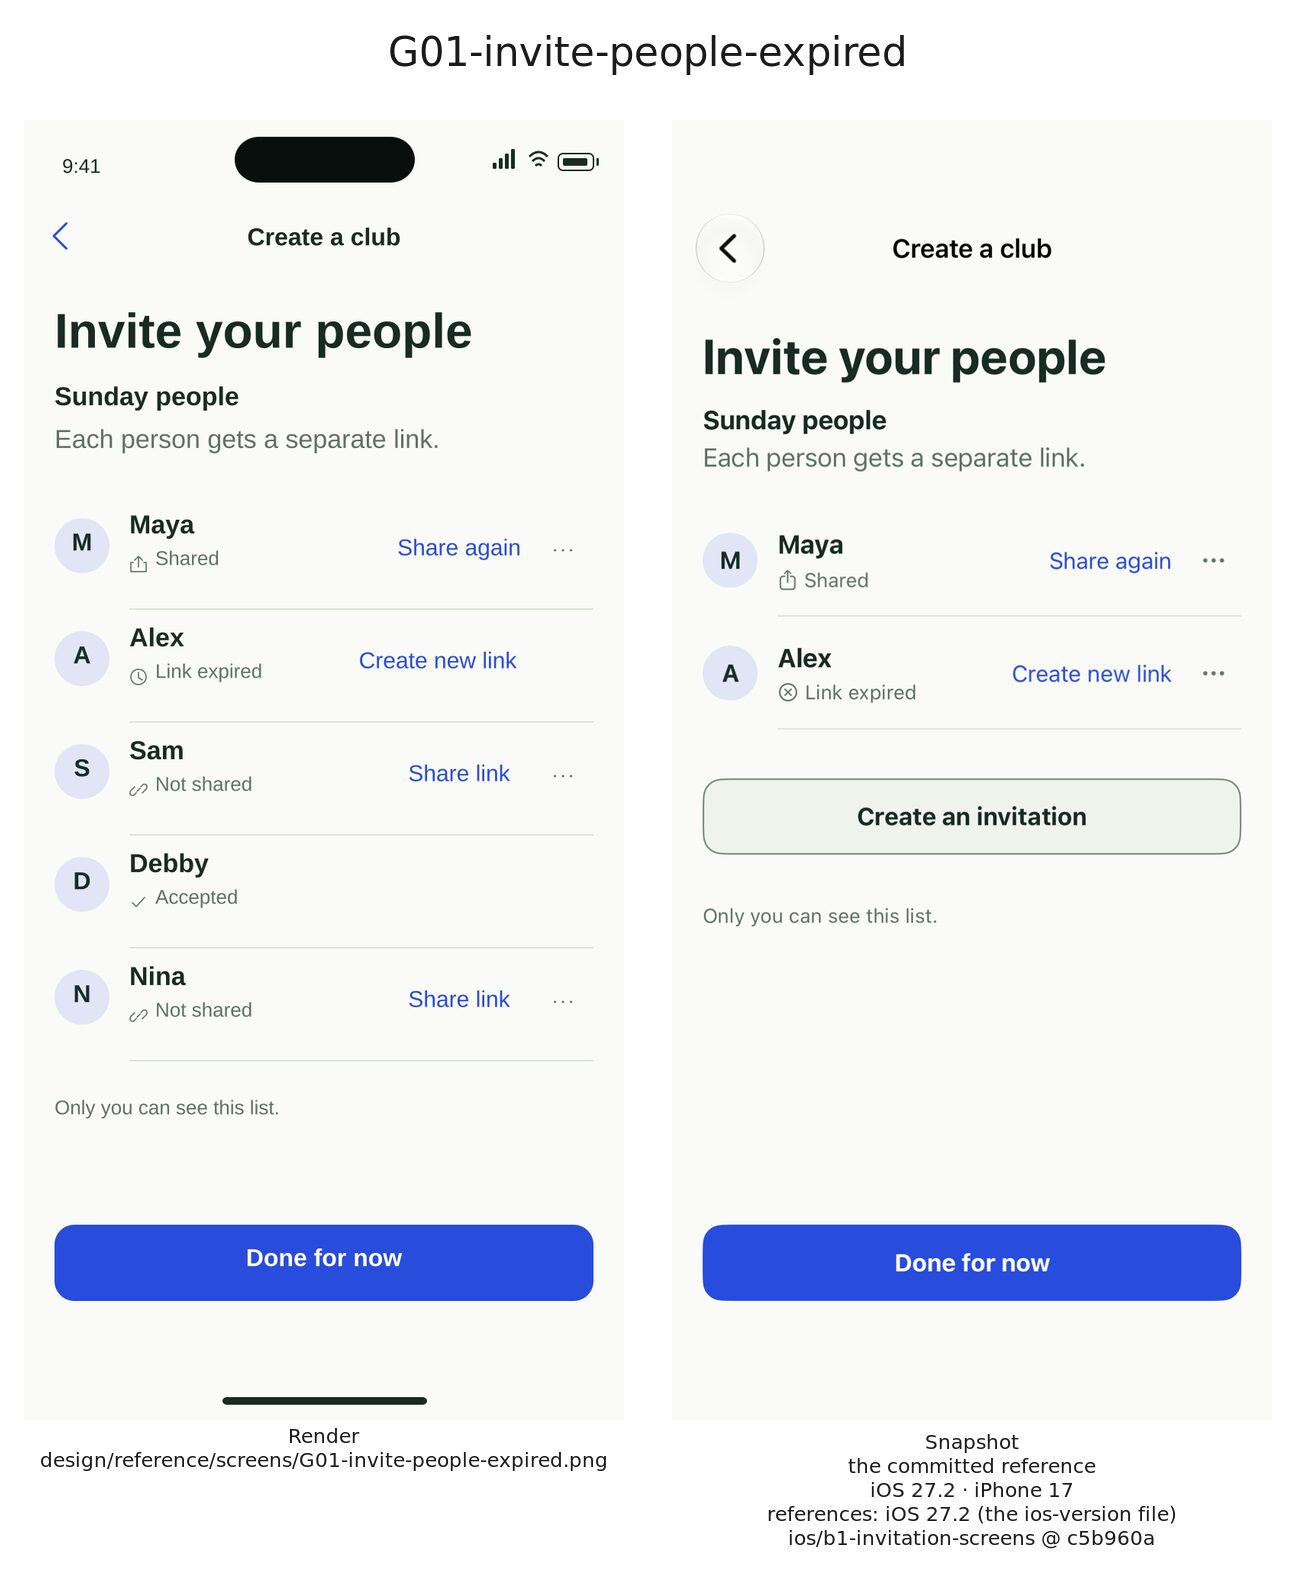 G01-invite-people-expired
9:41
Create a club
Invite your people
Sunday people
Each person gets a separate link.
M
Maya
Shared
Share again
...
A
Alex
Link expired
Create new link
S
Sam
Not shared
Share link
...
D
Debby
Accepted
N
Nina
Not shared
Share link
...
Only you can see this list.
Done for now
Render
design/reference/screens/G01-invite-people-expired.png
Create a club
Invite your people
Sunday people
Each person gets a separate link.
M
Maya
Shared
Share again
...
A
Alex
Link expired
Create new link
...
Create an invitation
Only you can see this list.
Done for now
Snapshot
the committed reference
iOS 27.2 · iPhone 17
references: iOS 27.2 (the ios-version file)
ios/b1-invitation-screens @ c5b960a